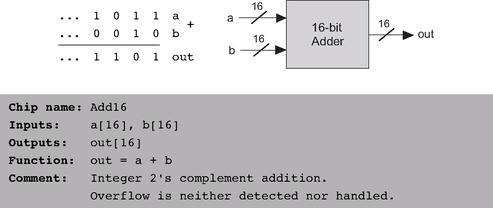 ... 1 0 1 1 a
+
... 0 0 1 0 b
... 1 1 0 1 out
a 16
b 16
16-bit
Adder
16 out
Chip name: Add16
Inputs: a[16], b[16]
Outputs: out[16]
Function: out = a + b
Comment: Integer 2's complement addition.
Overflow is neither detected nor handled.